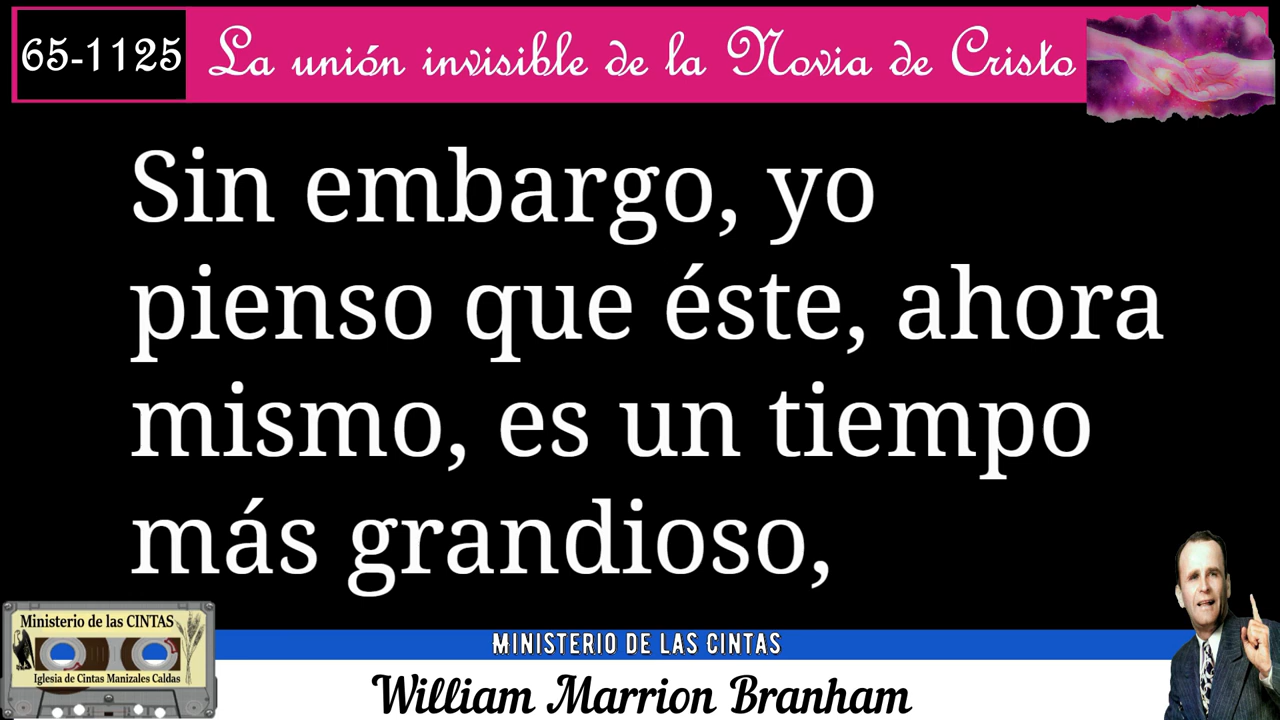 65-1125
La unión invisible de la Novia de Cristo
Sin embargo, yo
pienso que éste, ahora
mismo, es un tiempo
más grandioso,
Ministerio de las CINTAS
Iglesia de Cintas Manizales Caldas
MINISTERIO DE LAS CINTAS
William Marrion Branham